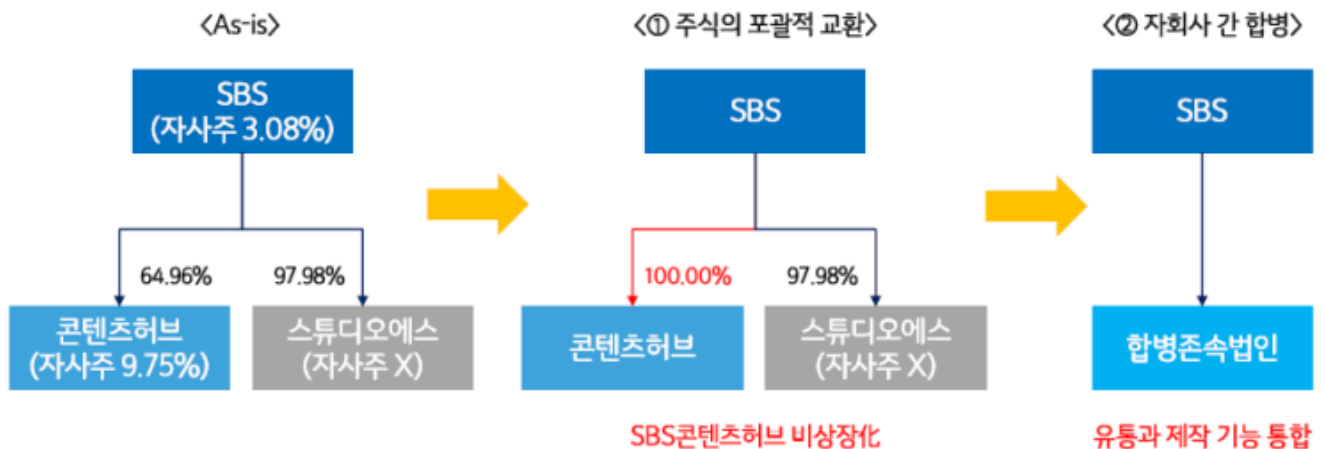 <As-is>
SBS
(자사주 3.08%)
64.96%
97.98%
콘텐츠허브
(자사주 9.75%)
스튜디오에스
(자사주 X)
<① 주식의 포괄적 교환>
SBS
100.00%
97.98%
콘텐츠허브
스튜디오에스
(자사주 X)
SBS콘텐츠허브 비상장化
<② 자회사 간 합병>
SBS
합병존속법인
유통과 제작 기능 통합